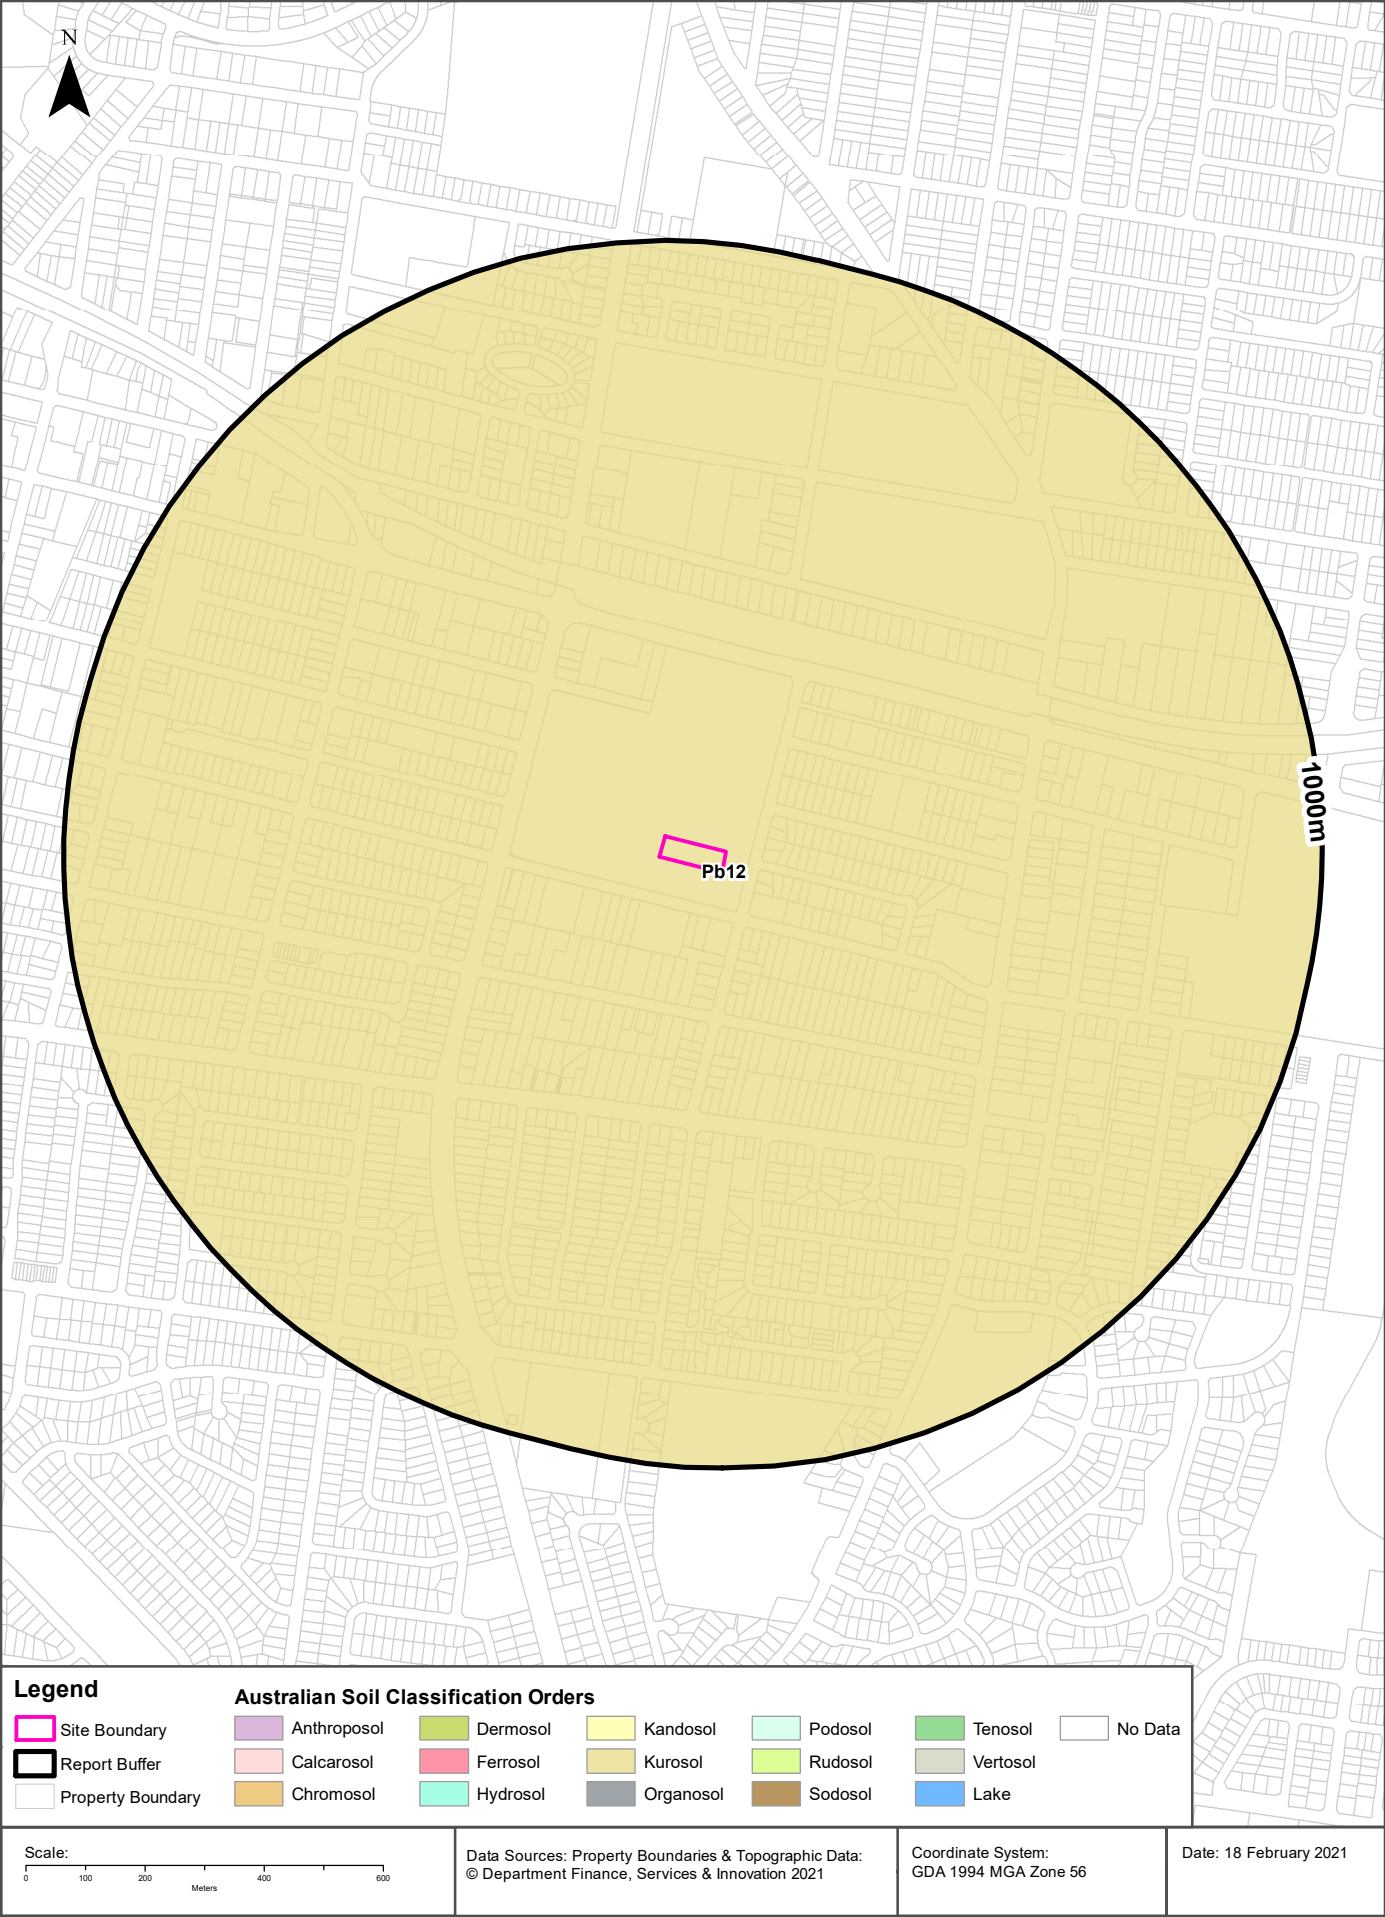 N
1000m
Pb12
Legend
Site Boundary
Report Buffer
Property Boundary
Australian Soil Classification Orders
Anthroposol
Calcarosol
Chromosol
Dermosol
Ferrosol
Hydrosol
Kandosol
Kurosol
Organosol
Podosol
Rudosol
Sodosol
Tenosol
Vertosol
Lake
No Data
Scale:
0 100 200 400 600
Meters
Data Sources: Property Boundaries & Topographic Data:
© Department Finance, Services & Innovation 2021
Coordinate System:
GDA 1994 MGA Zone 56
Date: 18 February 2021